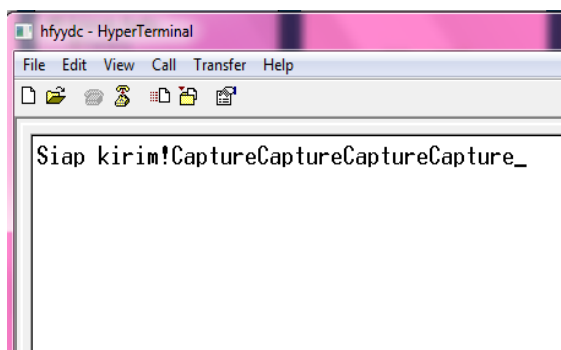 hfyydc - HyperTerminal
File Edit View Call Transfer Help
Siap kirim!CaptureCaptureCaptureCapture_